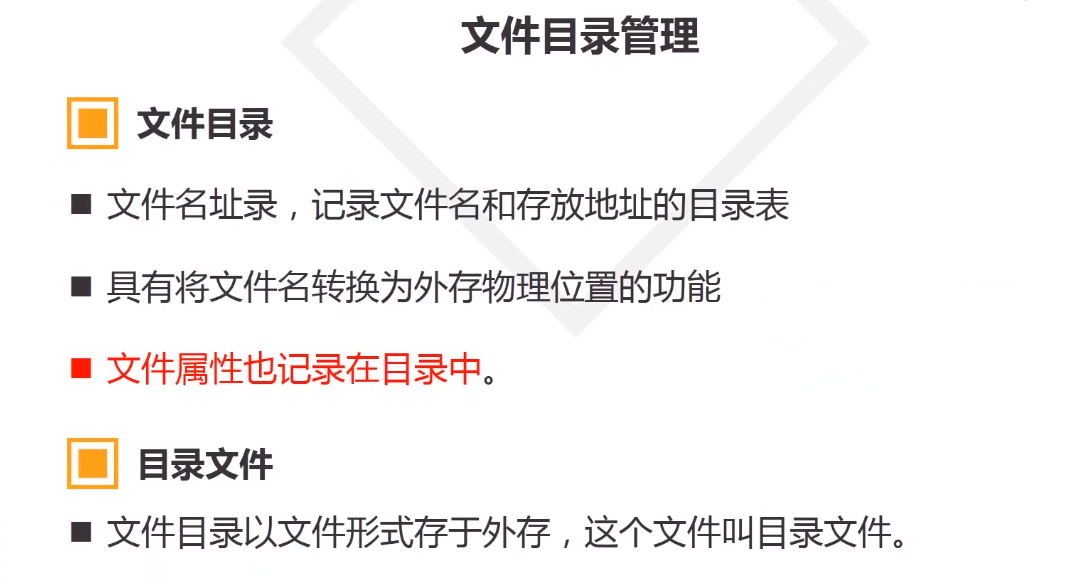 文件目录管理
文件目录
文件名址录，记录文件名和存放地址的目录表
具有将文件名转换为外存物理位置的功能
文件属性也记录在目录中。
目录文件
文件目录以文件形式存于外存，这个文件叫目录文件。